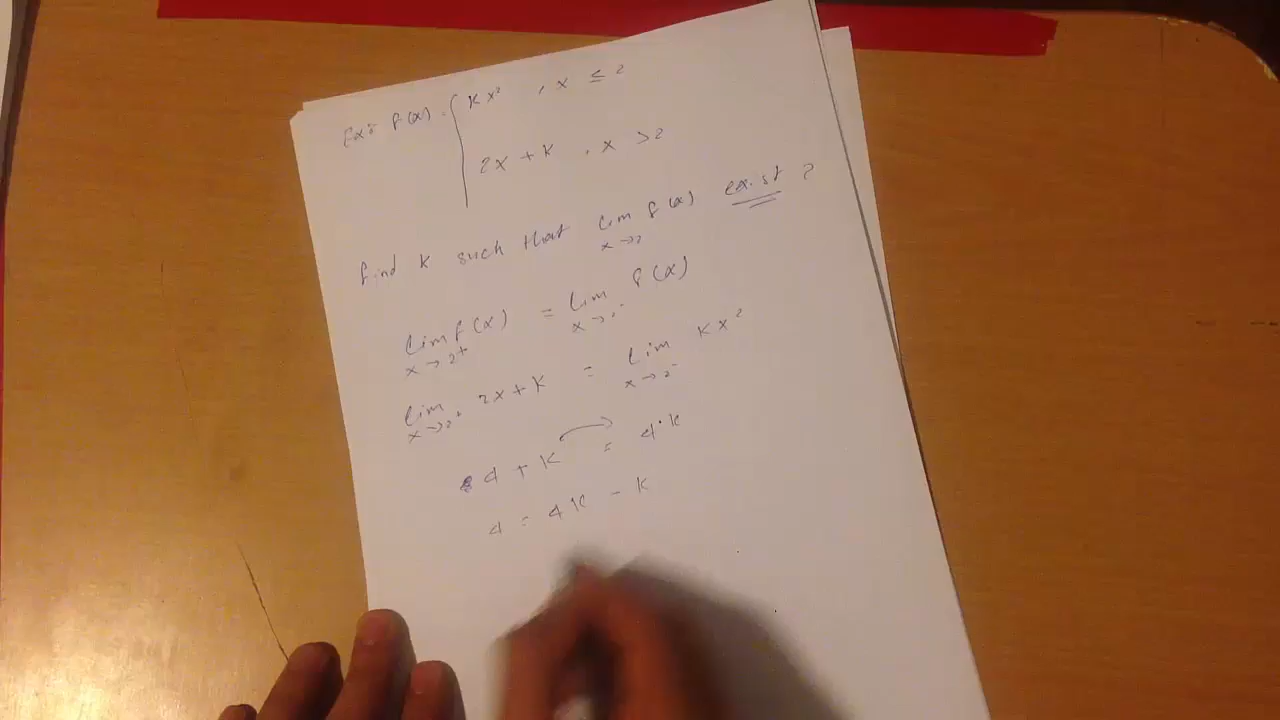 Ex: f(x) = { kx² , x ≤ 2
2x + k , x > 2
find k such that lim x→2 f(x) exist ?
lim x→2⁺ f(x) = lim x→2⁻ f(x)
lim x→2⁺ 2x + k = lim x→2⁻ kx²
4 + k = 4·k
4 = 4k - k